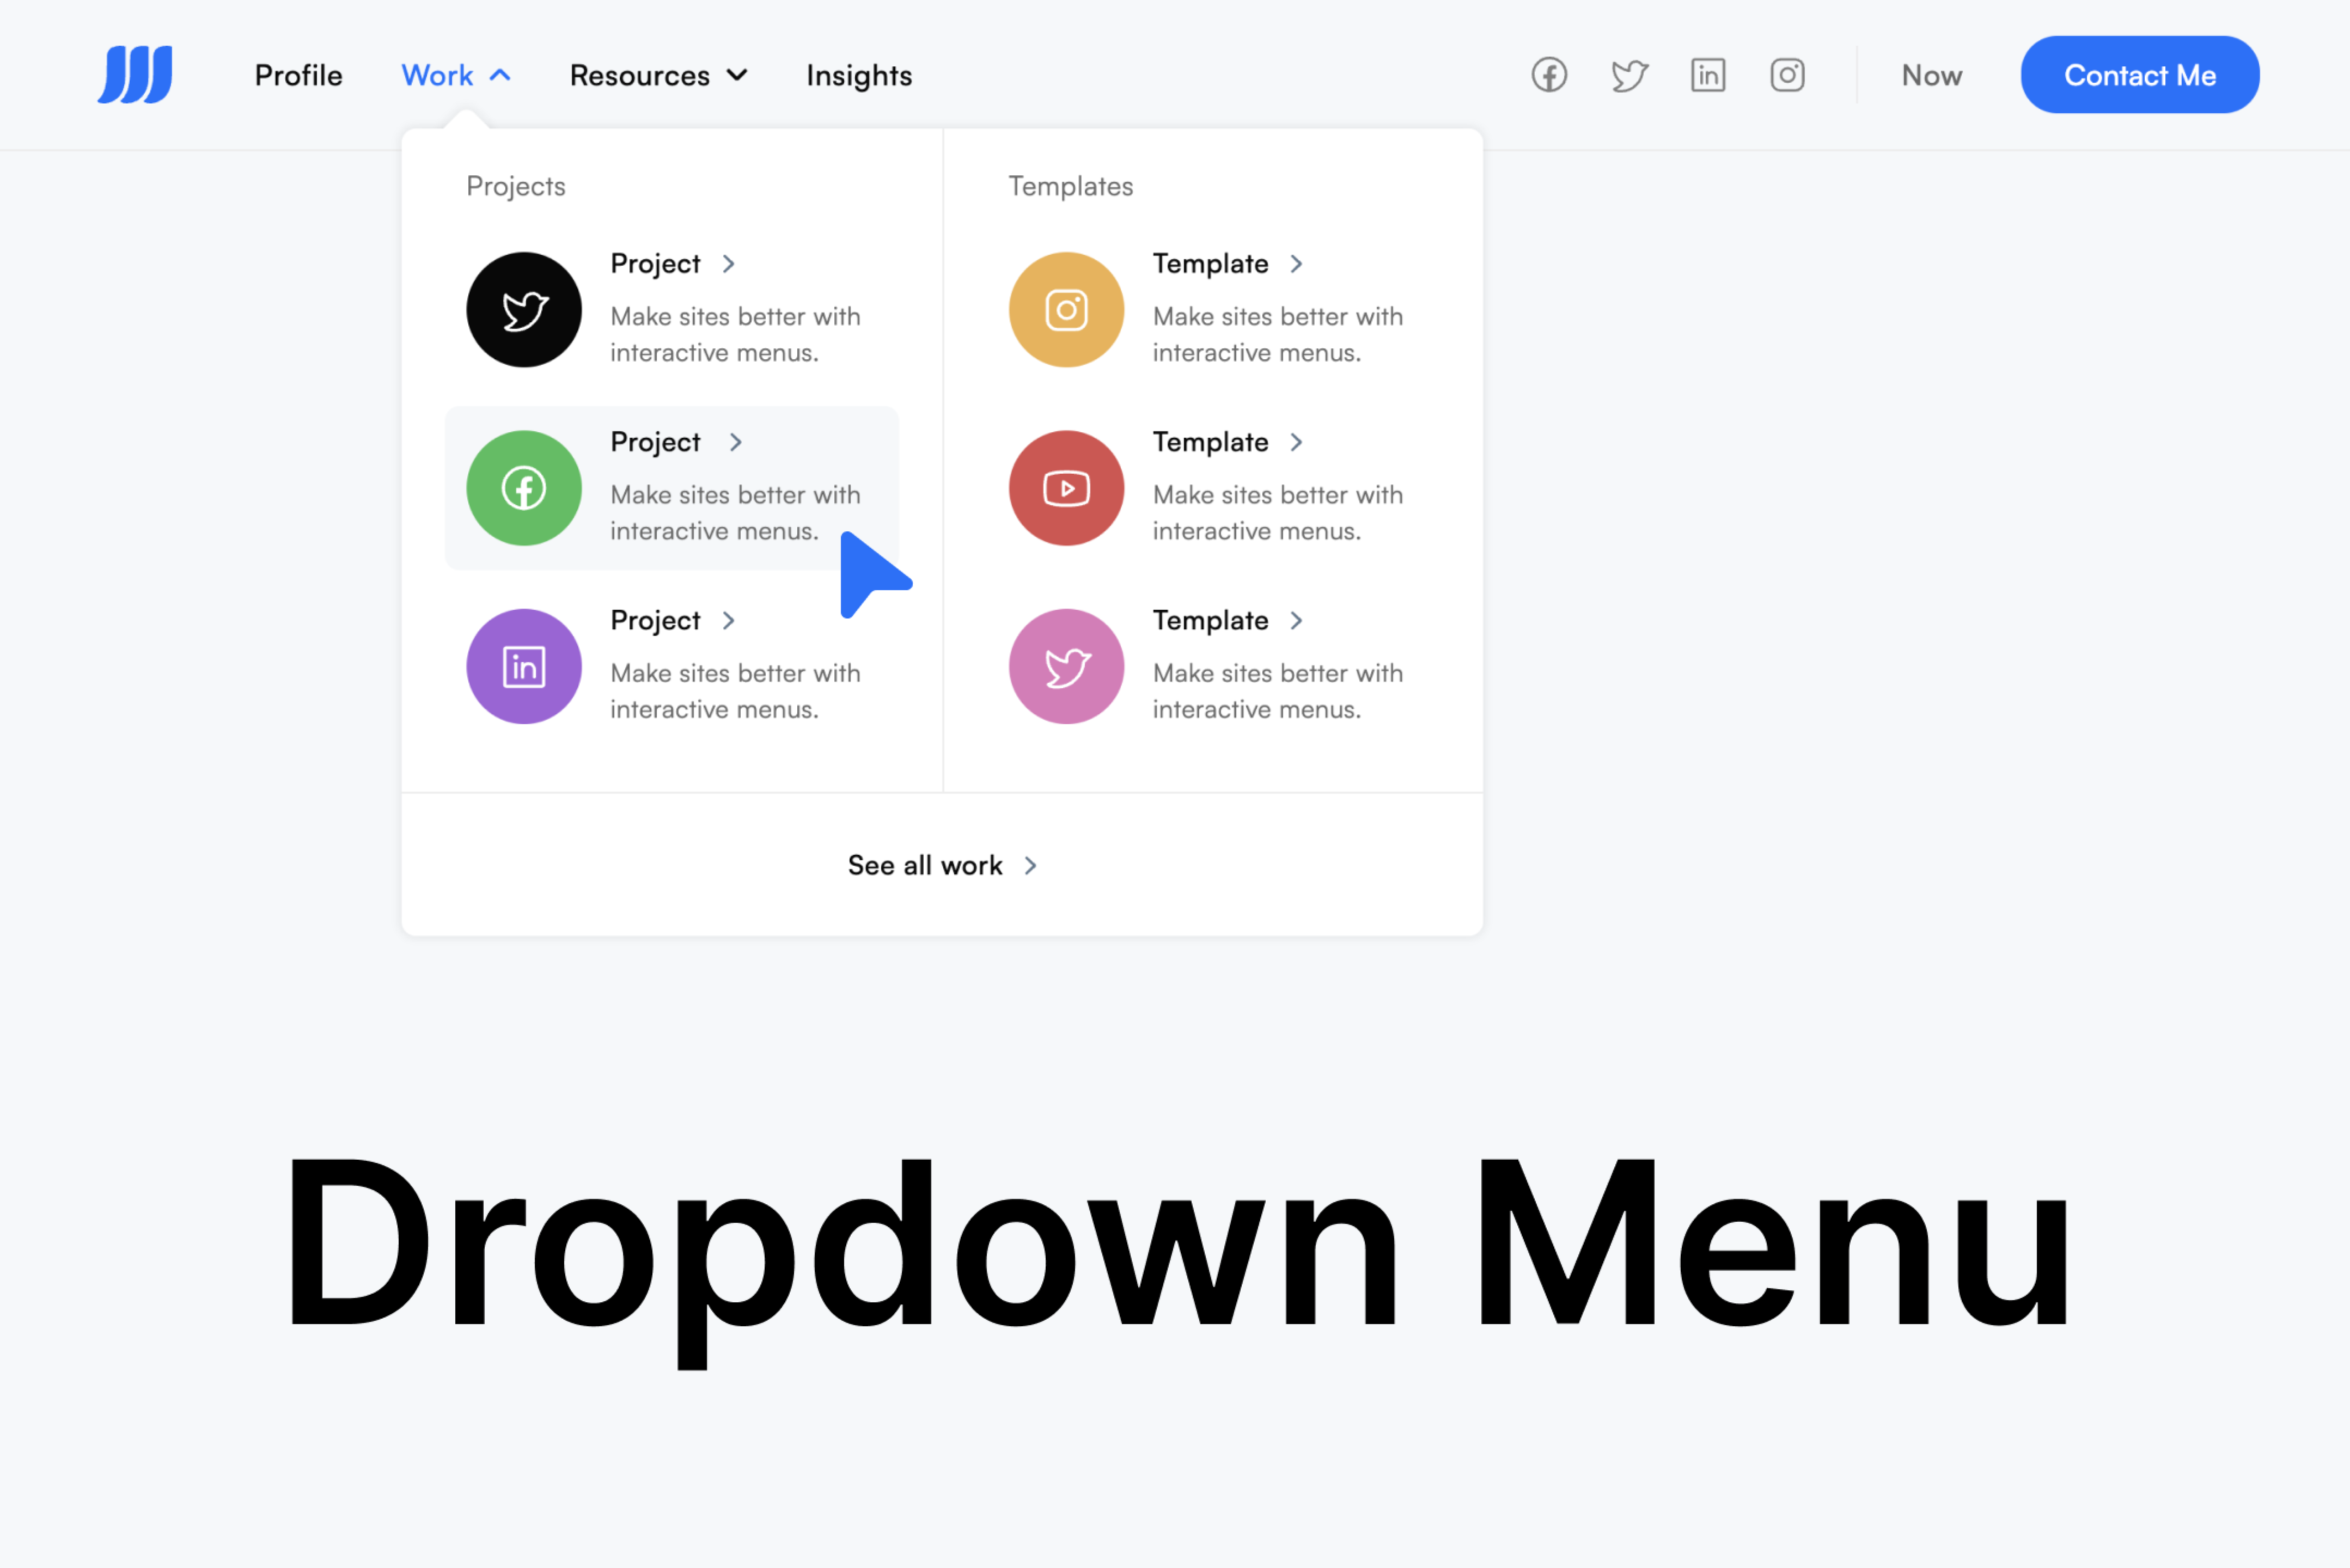 Profile Work Resources Insights Now Contact Me
Projects
Project
Make sites better with
interactive menus.
Project
Make sites better with
interactive menus.
Project
Make sites better with
interactive menus.
Templates
Template
Make sites better with
interactive menus.
Template
Make sites better with
interactive menus.
Template
Make sites better with
interactive menus.
See all work
Dropdown Menu